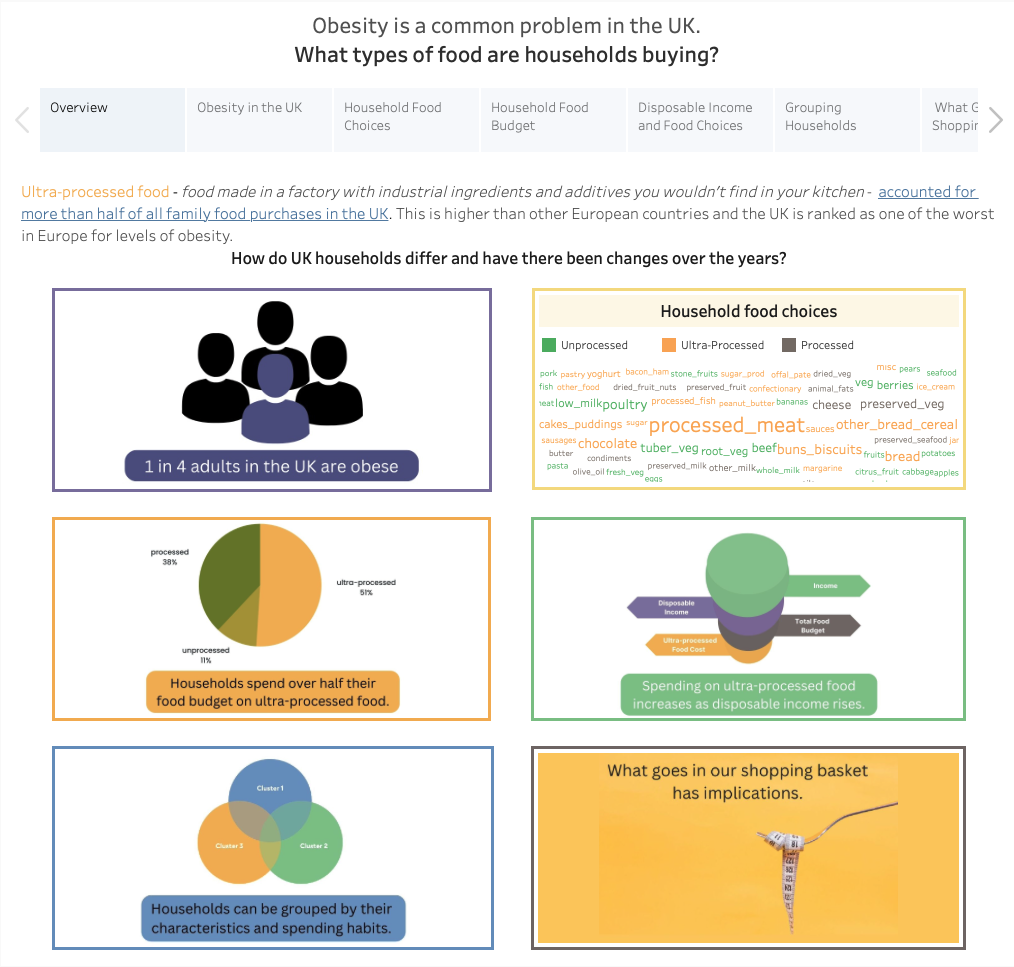 Obesity is a common problem in the UK.
What types of food are households buying?
Overview
Obesity in the UK
Household Food
Choices
Household Food
Budget
Disposable Income
and Food Choices
Grouping
Households
What G
Shoppin
Ultra-processed food - food made in a factory with industrial ingredients and additives you wouldn't find in your kitchen - accounted for
more than half of all family food purchases in the UK. This is higher than other European countries and the UK is ranked as one of the worst
in Europe for levels of obesity.
How do UK households differ and have there been changes over the years?
1 in 4 adults in the UK are obese
Household food choices
Unprocessed Ultra-Processed Processed
pork pastry yoghurt bacon_ham stone_fruits sugar_prod offal_pate dried_veg misc pears seafood
fish other_food dried_fruit_nuts preserved_fruit confectionary animal_fats veg berries ice_cream
low_milk poultry processed_fish peanut_butter bananas cheese preserved_veg
cakes_puddings sugar processed_meat sauces other_bread_cereal
sausages chocolate tuber_veg root_veg beef buns_biscuits preserved_seafood jar
butter condiments fruits bread potatoes
pasta olive_oil fresh_veg preserved_milk other_milk whole_milk margarine citrus_fruit cabbage apples
eggs
processed
38%
ultra-processed
51%
unprocessed
11%
Households spend over half their
food budget on ultra-processed food.
Income
Disposable
Income
Total Food
Budget
Ultra-processed
Food Cost
Spending on ultra-processed food
increases as disposable income rises.
Cluster 1
Cluster 3
Cluster 2
Households can be grouped by their
characteristics and spending habits.
What goes in our shopping basket
has implications.